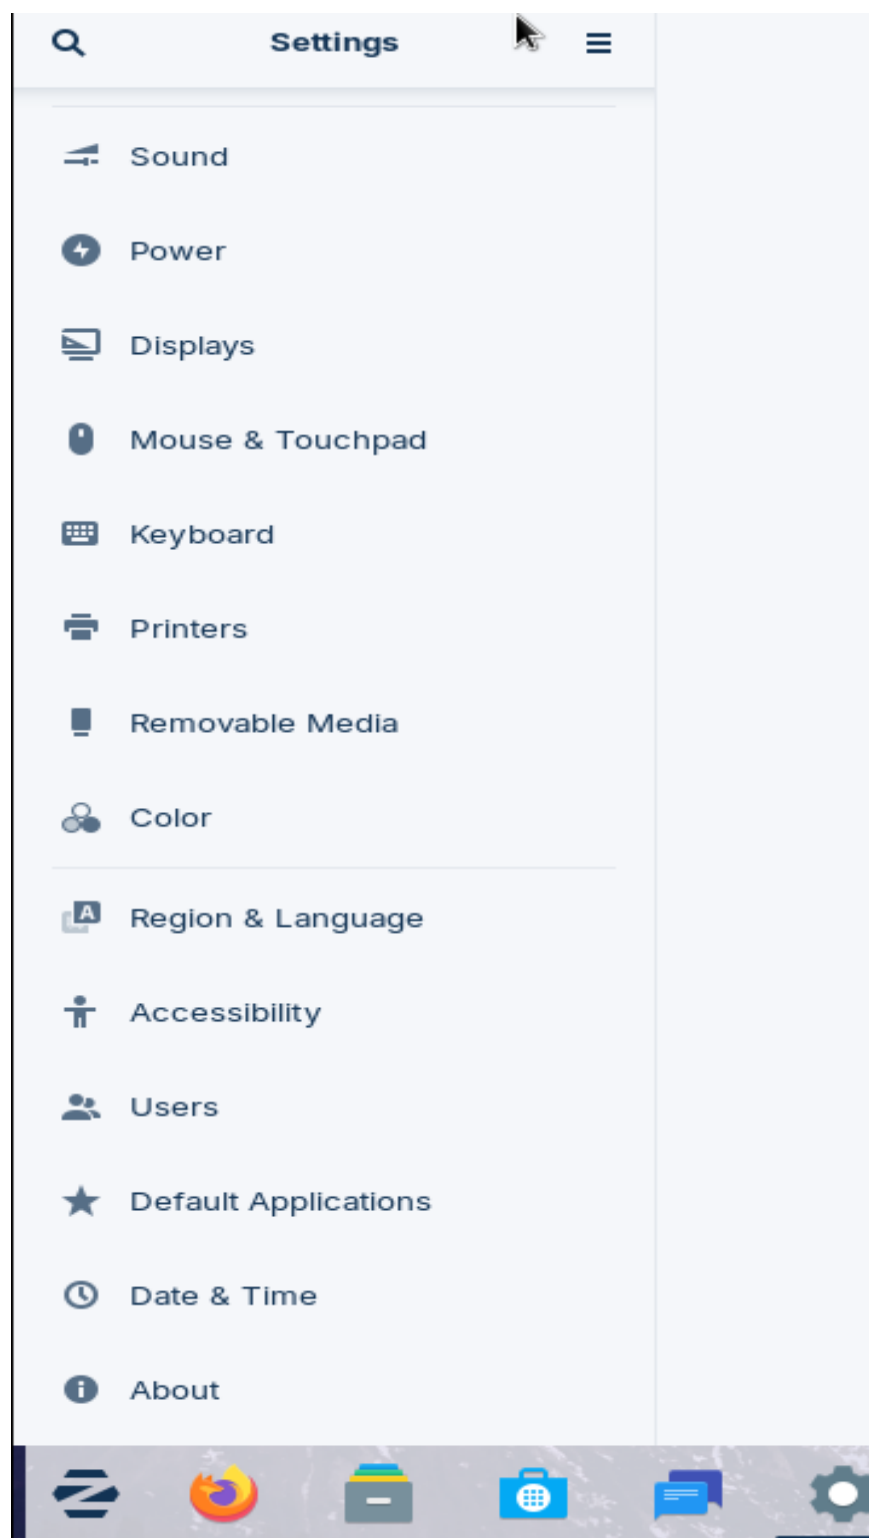 Settings
Sound
Power
Displays
Mouse & Touchpad
Keyboard
Printers
Removable Media
Color
Region & Language
Accessibility
Users
Default Applications
Date & Time
About